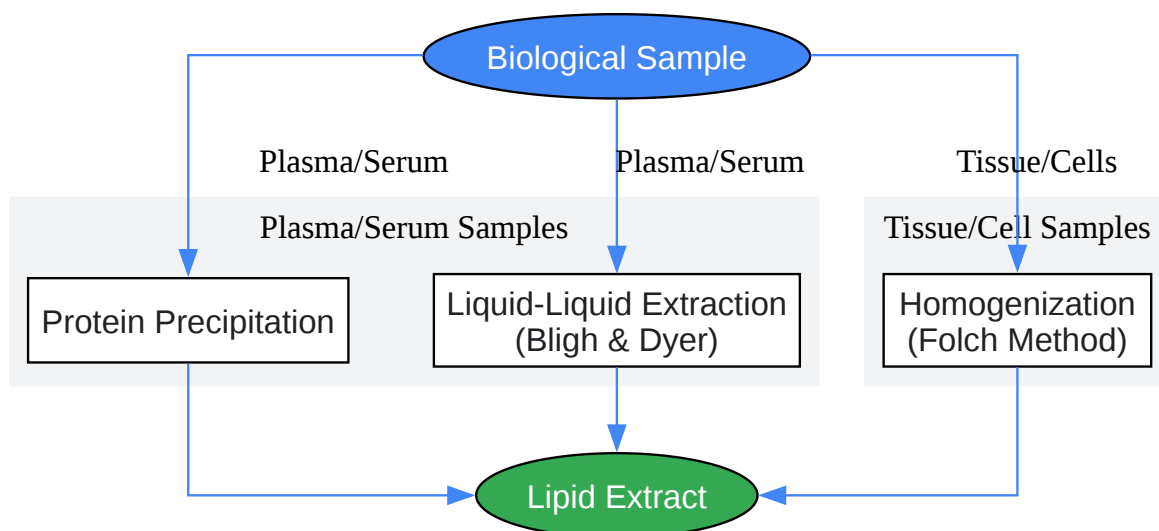 Biological Sample
Plasma/Serum
Plasma/Serum
Tissue/Cells
Plasma/Serum Samples
Tissue/Cell Samples
Protein Precipitation
Liquid-Liquid Extraction
(Bligh & Dyer)
Homogenization
(Folch Method)
Lipid Extract